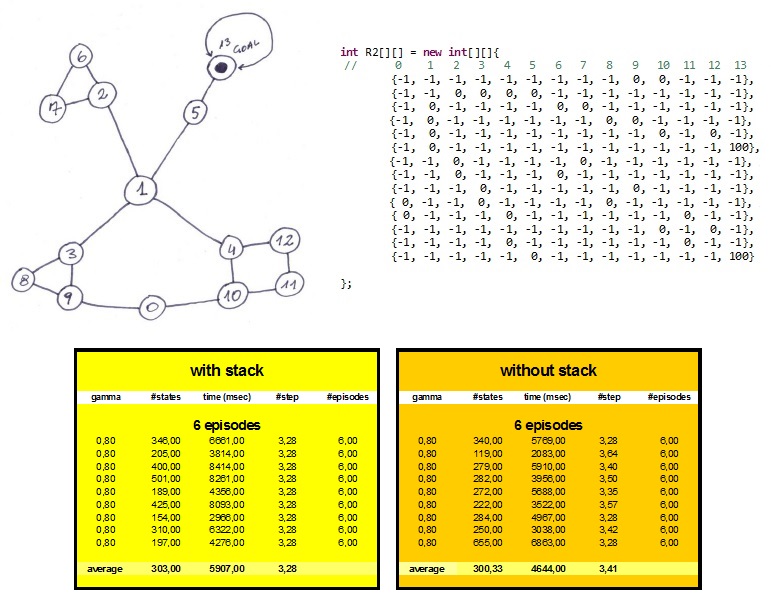 6
13 GOAL
2
7
5
1
3
4
12
8
9
0
10
11
int R2[][] = new int[][]{
// 0 1 2 3 4 5 6 7 8 9 10 11 12 13
{-1, -1, -1, -1, -1, -1, -1, -1, -1, 0, 0, -1, -1, -1},
{-1, -1, 0, 0, 0, 0, -1, -1, -1, -1, -1, -1, -1, -1},
{-1, 0, -1, -1, -1, -1, 0, 0, -1, -1, -1, -1, -1, -1},
{-1, 0, -1, -1, -1, -1, -1, -1, 0, 0, -1, -1, -1, -1},
{-1, 0, -1, -1, -1, -1, -1, -1, -1, -1, 0, -1, 0, -1},
{-1, 0, -1, -1, -1, -1, -1, -1, -1, -1, -1, -1, -1, 100},
{-1, -1, 0, -1, -1, -1, -1, 0, -1, -1, -1, -1, -1, -1},
{-1, -1, 0, -1, -1, -1, 0, -1, -1, -1, -1, -1, -1, -1},
{-1, -1, -1, 0, -1, -1, -1, -1, -1, 0, -1, -1, -1, -1},
{ 0, -1, -1, 0, -1, -1, -1, -1, 0, -1, -1, -1, -1, -1},
{ 0, -1, -1, -1, 0, -1, -1, -1, -1, -1, -1, 0, -1, -1},
{-1, -1, -1, -1, -1, -1, -1, -1, -1, -1, 0, -1, 0, -1},
{-1, -1, -1, -1, 0, -1, -1, -1, -1, -1, -1, 0, -1, -1},
{-1, -1, -1, -1, -1, 0, -1, -1, -1, -1, -1, -1, -1, 100}
};
with stack
gamma #states time (msec) #step #episodes
6 episodes
0,80 346,00 6661,00 3,28 6,00
0,80 205,00 3814,00 3,28 6,00
0,80 400,00 8414,00 3,28 6,00
0,80 501,00 8261,00 3,28 6,00
0,80 189,00 4356,00 3,28 6,00
0,80 425,00 8093,00 3,28 6,00
0,80 154,00 2966,00 3,28 6,00
0,80 310,00 6322,00 3,28 6,00
0,80 197,00 4276,00 3,28 6,00
average 303,00 5907,00 3,28
without stack
gamma #states time (msec) #step #episodes
6 episodes
0,80 340,00 5769,00 3,28 6,00
0,80 119,00 2083,00 3,64 6,00
0,80 279,00 5910,00 3,40 6,00
0,80 282,00 3956,00 3,50 6,00
0,80 272,00 5688,00 3,35 6,00
0,80 222,00 3522,00 3,57 6,00
0,80 284,00 4967,00 3,28 6,00
0,80 250,00 3038,00 3,42 6,00
0,80 655,00 6863,00 3,28 6,00
average 300,33 4644,00 3,41